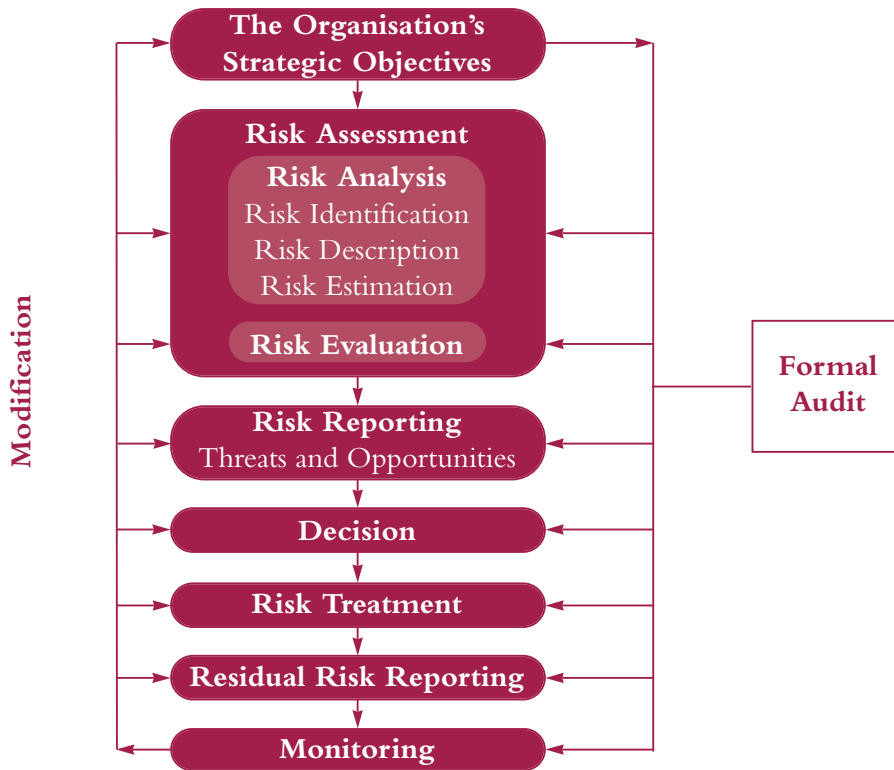 The Organisation’s
Strategic Objectives
Risk Assessment
Risk Analysis
Risk Identification
Risk Description
Risk Estimation
Risk Evaluation
Risk Reporting
Threats and Opportunities
Decision
Risk Treatment
Residual Risk Reporting
Monitoring
Modification
Formal
Audit